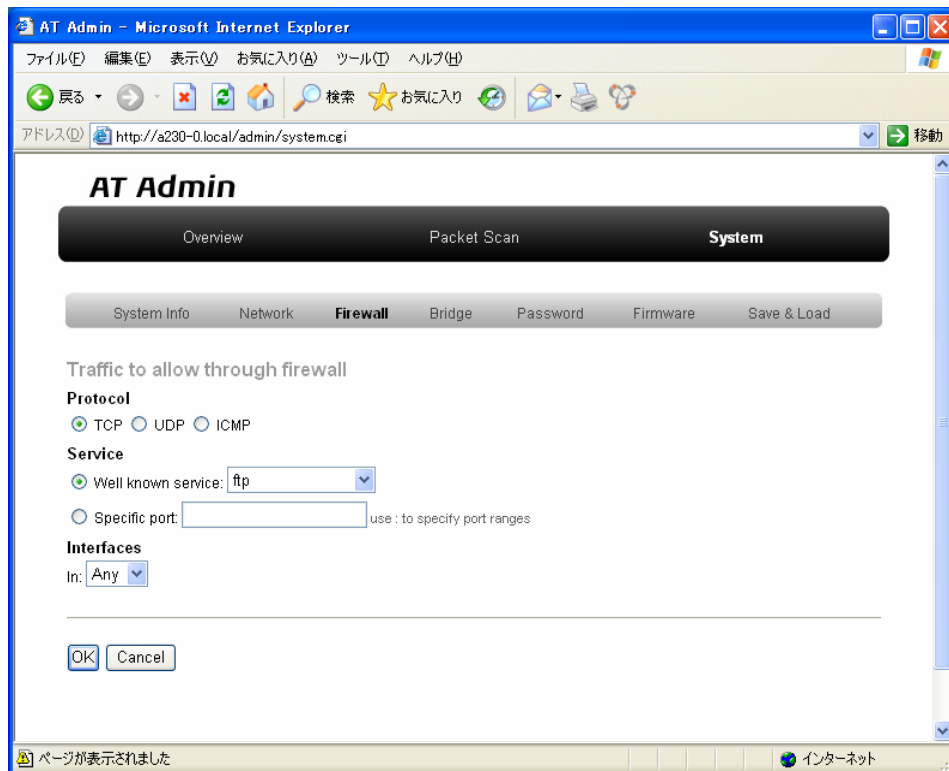 AT Admin - Microsoft Internet Explorer
ファイル(F) 編集(E) 表示(V) お気に入り(A) ツール(T) ヘルプ(H)
戻る 検索 お気に入り
アドレス(D) http://a230-0.local/admin/system.cgi 移動
AT Admin
Overview Packet Scan System
System Info Network Firewall Bridge Password Firmware Save & Load
Traffic to allow through firewall
Protocol
TCP UDP ICMP
Service
Well known service: ftp
Specific port: use : to specify port ranges
Interfaces
In: Any
OK Cancel
ページが表示されました インターネット